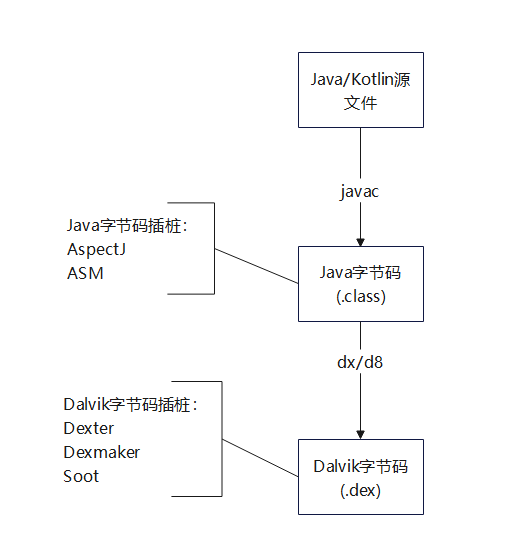 Java/Kotlin源
文件
javac
Java字节码插桩：
AspectJ
ASM
Java字节码
(.class)
dx/d8
Dalvik字节码插桩：
Dexter
Dexmaker
Soot
Dalvik字节码
(.dex)